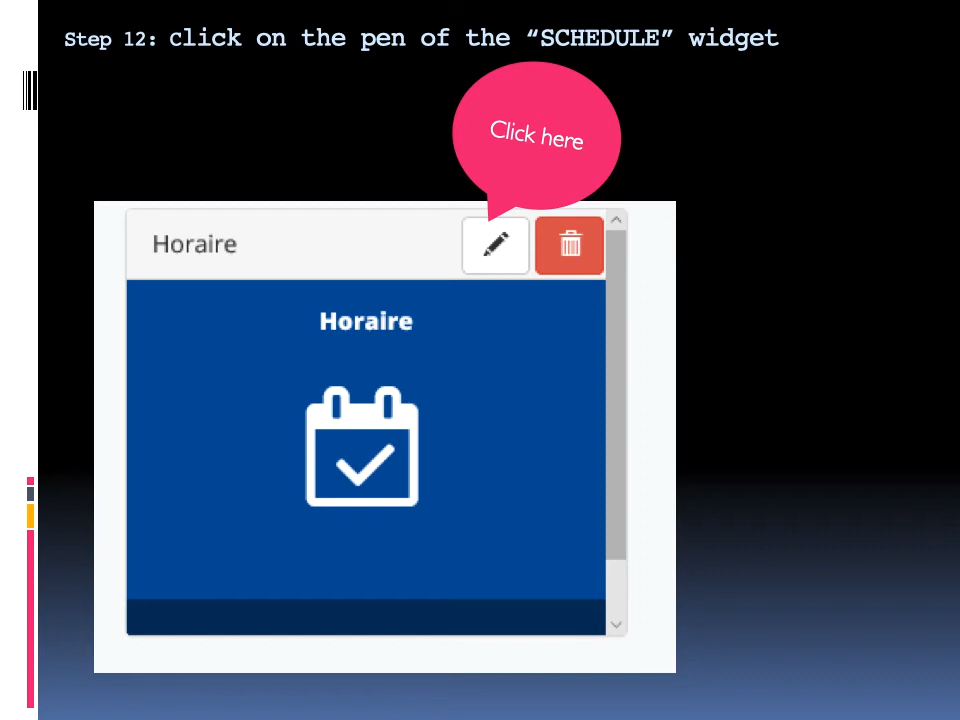 Step 12: Click on the pen of the “SCHEDULE” widget
Click here
Horaire
Horaire